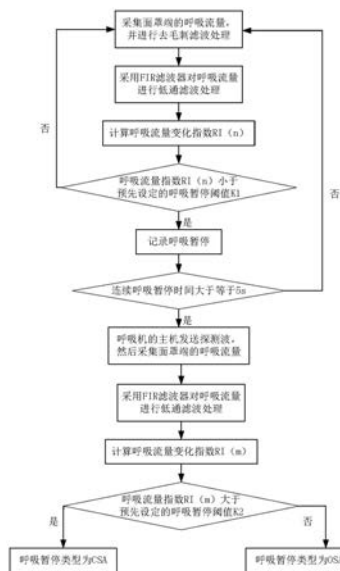 采集面罩端的呼吸流量，
并进行去毛刺滤波处理
采用FIR滤波器对呼吸流量
进行低通滤波处理
否
计算呼吸流量变化指数RI（n）
呼吸流量指数RI（n）小于
预先设定的呼吸暂停阈值K1
否
是
记录呼吸暂停
连续呼吸暂停时间大于等于5s
是
呼吸机的主机发送探测波，
然后采集面罩端的呼吸流量
采用FIR滤波器对呼吸流量
进行低通滤波处理
计算呼吸流量变化指数RI（m）
呼吸流量指数RI（m）大于
预先设定的呼吸暂停阈值K2
是
否
呼吸暂停类型为CSA
呼吸暂停类型为OSA